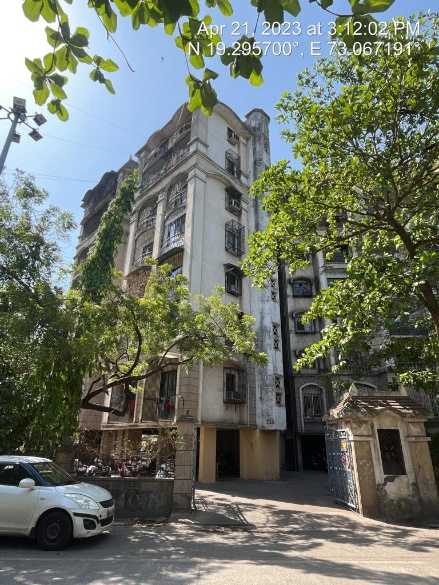 Apr 21, 2023 at 3:12:02 PM
N 19.295700°, E 73.067191°